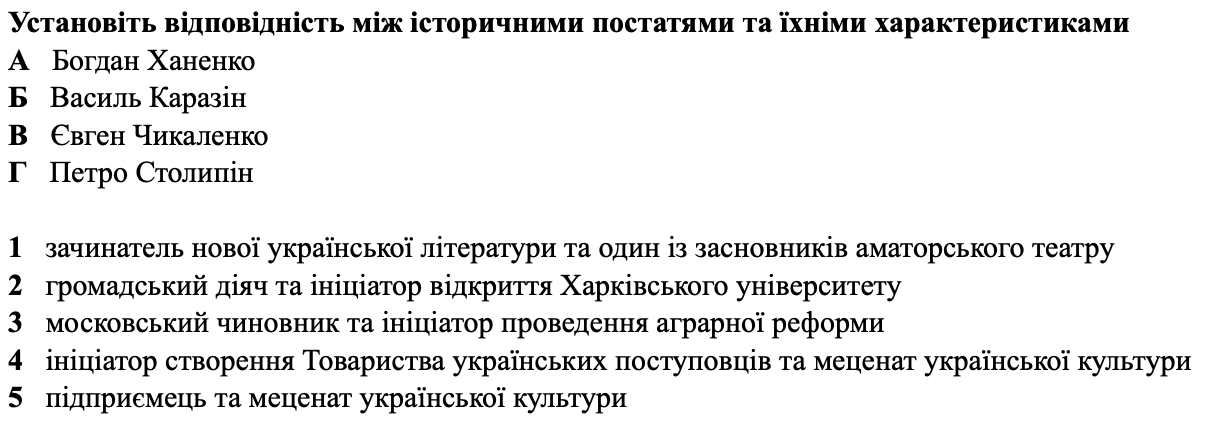 Установіть відповідність між історичними постатями та їхніми характеристиками
А Богдан Ханенко
Б Василь Каразін
В Євген Чикаленко
Г Петро Столипін
1 зачинатель нової української літератури та один із засновників аматорського театру
2 громадський діяч та ініціатор відкриття Харківського університету
3 московський чиновник та ініціатор проведення аграрної реформи
4 ініціатор створення Товариства українських поступовців та меценат української культури
5 підприємець та меценат української культури